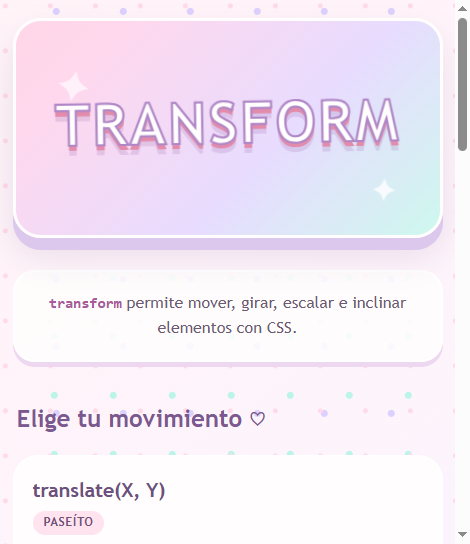 TRANSFORM
transform permite mover, girar, escalar e inclinar
elementos con CSS.
Elige tu movimiento ♡
translate(X, Y)
PASEÍTO